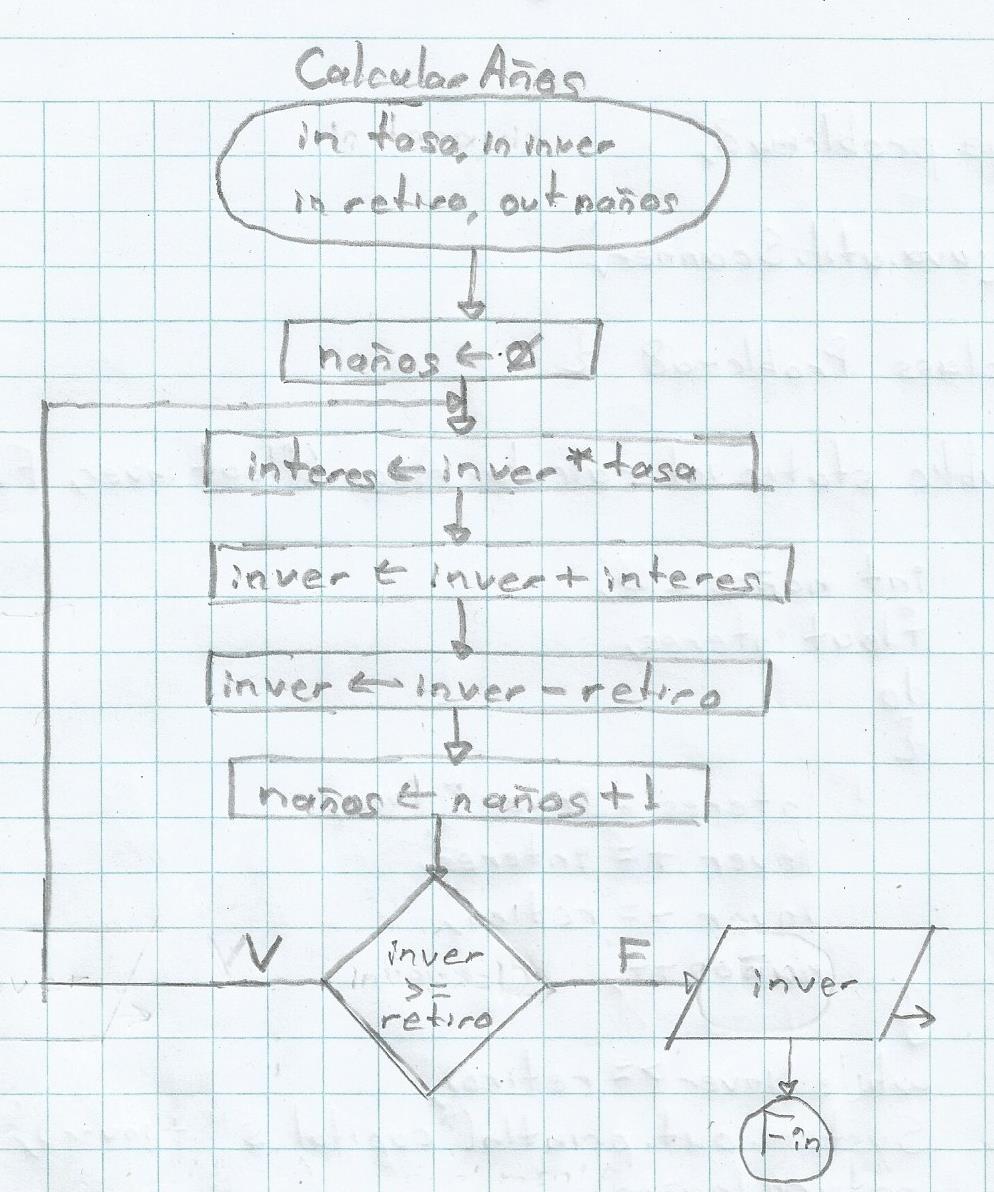 Calcular Años
in tasa, in inver
in retiro, out naños
naños ← 0
interes ← inver * tasa
inver ← inver + interes
inver ← inver - retiro
naños ← naños + 1
inver
>=
retiro
V
F
inver
Fin